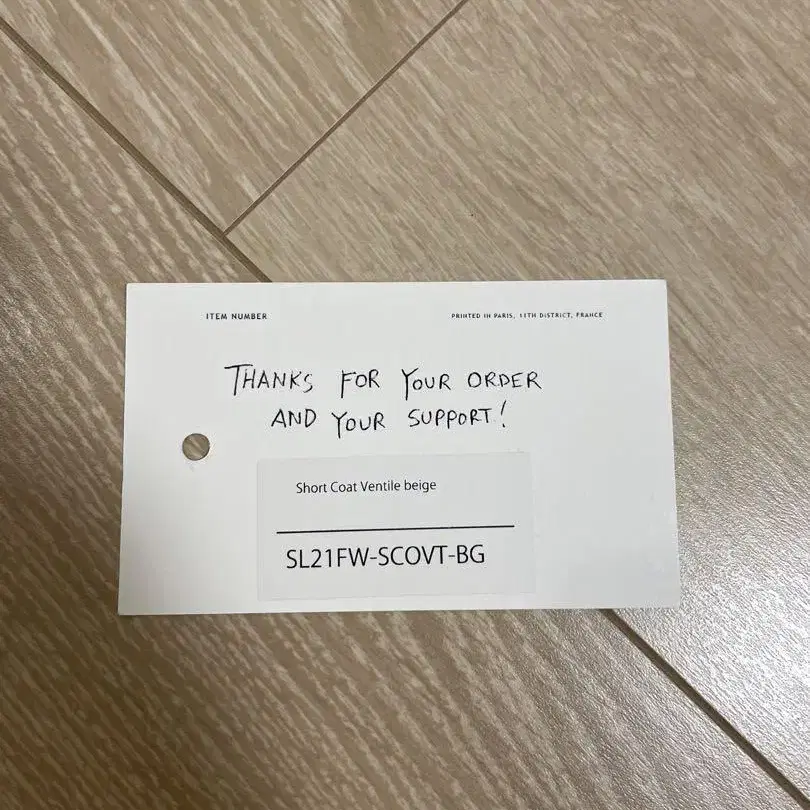 ITEM NUMBER
PRINTED IN PARIS, 11TH DISTRICT, FRANCE
THANKS FOR YOUR ORDER
AND YOUR SUPPORT!
Short Coat Ventile beige
SL21FW-SCOVT-BG